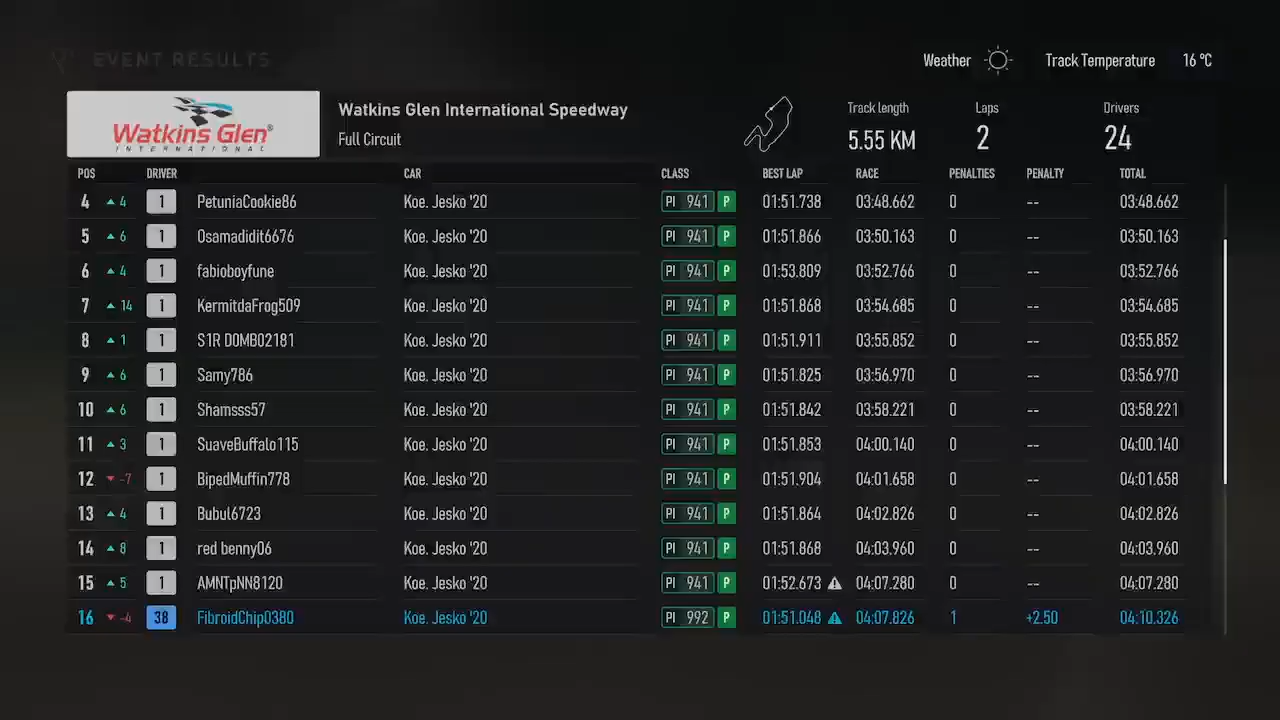 EVENT RESULTS
Weather Track Temperature 16 °C
Watkins Glen®
INTERNATIONAL
Watkins Glen International Speedway
Full Circuit
Track length Laps Drivers
5.55 KM 2 24
POS DRIVER CAR CLASS BEST LAP RACE PENALTIES PENALTY TOTAL
4 4 1 PetuniaCookie86 Koe. Jesko '20 PI 941 P 01:51.738 03:48.662 0 -- 03:48.662
5 6 1 Osamadidit6676 Koe. Jesko '20 PI 941 P 01:51.866 03:50.163 0 -- 03:50.163
6 4 1 fabioboyfune Koe. Jesko '20 PI 941 P 01:53.809 03:52.766 0 -- 03:52.766
7 14 1 KermitdaFrog509 Koe. Jesko '20 PI 941 P 01:51.868 03:54.685 0 -- 03:54.685
8 1 1 S1R D0MB02181 Koe. Jesko '20 PI 941 P 01:51.911 03:55.852 0 -- 03:55.852
9 6 1 Samy786 Koe. Jesko '20 PI 941 P 01:51.825 03:56.970 0 -- 03:56.970
10 6 1 Shamsss57 Koe. Jesko '20 PI 941 P 01:51.842 03:58.221 0 -- 03:58.221
11 3 1 SuaveBuffalo115 Koe. Jesko '20 PI 941 P 01:51.853 04:00.140 0 -- 04:00.140
12 -7 1 BipedMuffin778 Koe. Jesko '20 PI 941 P 01:51.904 04:01.658 0 -- 04:01.658
13 4 1 Bubul6723 Koe. Jesko '20 PI 941 P 01:51.864 04:02.826 0 -- 04:02.826
14 8 1 red benny06 Koe. Jesko '20 PI 941 P 01:51.868 04:03.960 0 -- 04:03.960
15 5 1 AMNTpNN8120 Koe. Jesko '20 PI 941 P 01:52.673 04:07.280 0 -- 04:07.280
16 -4 38 FibroidChip0380 Koe. Jesko '20 PI 992 P 01:51.048 04:07.826 1 +2.50 04:10.326